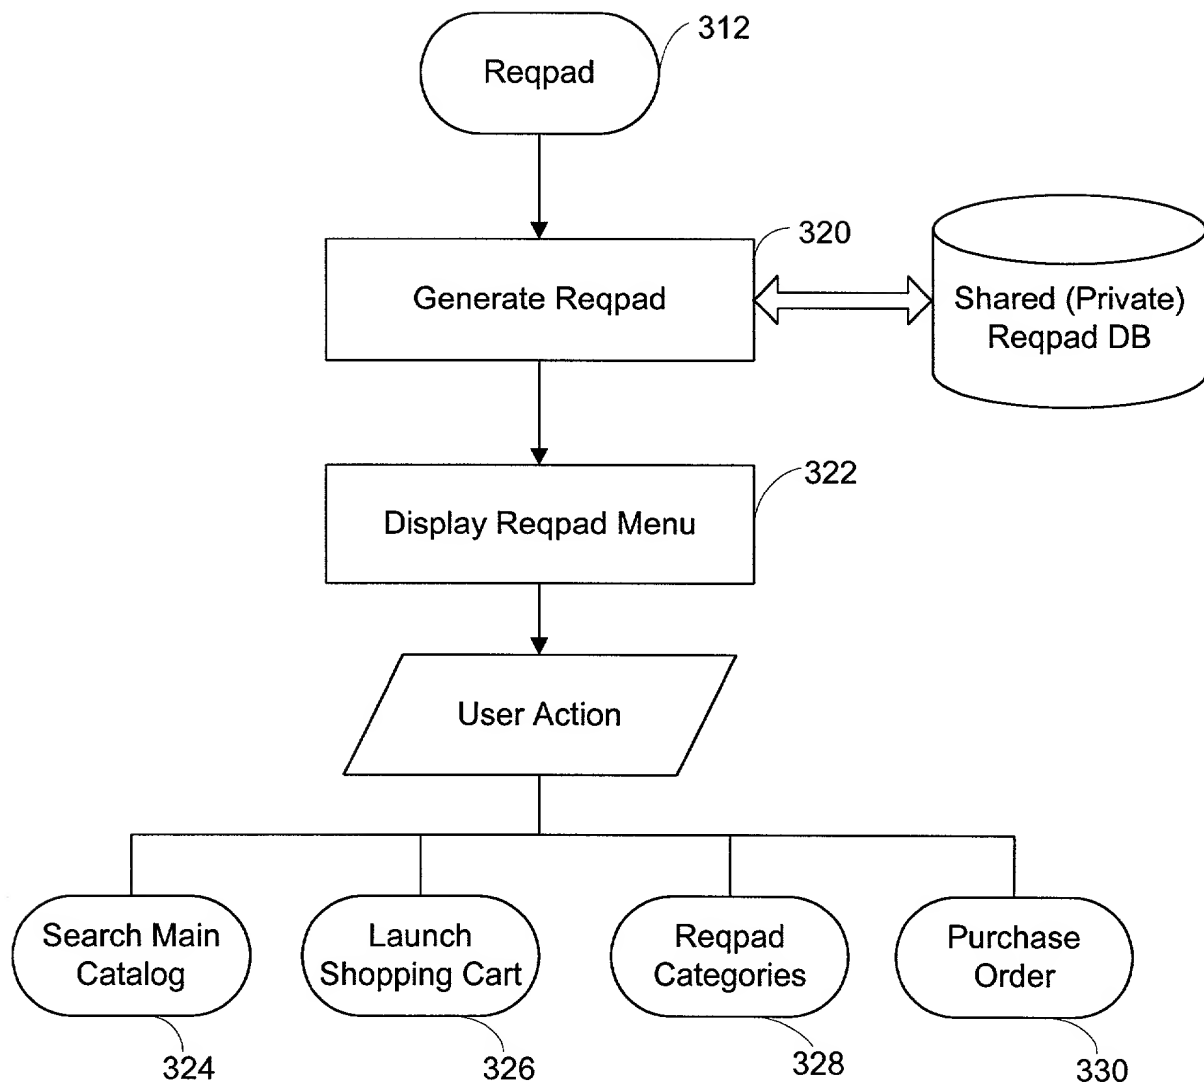 312
Reqpad
320
Generate Reqpad
Shared (Private)
Reqpad DB
322
Display Reqpad Menu
User Action
Search Main
Catalog
Launch
Shopping Cart
Reqpad
Categories
Purchase
Order
324
326
328
330